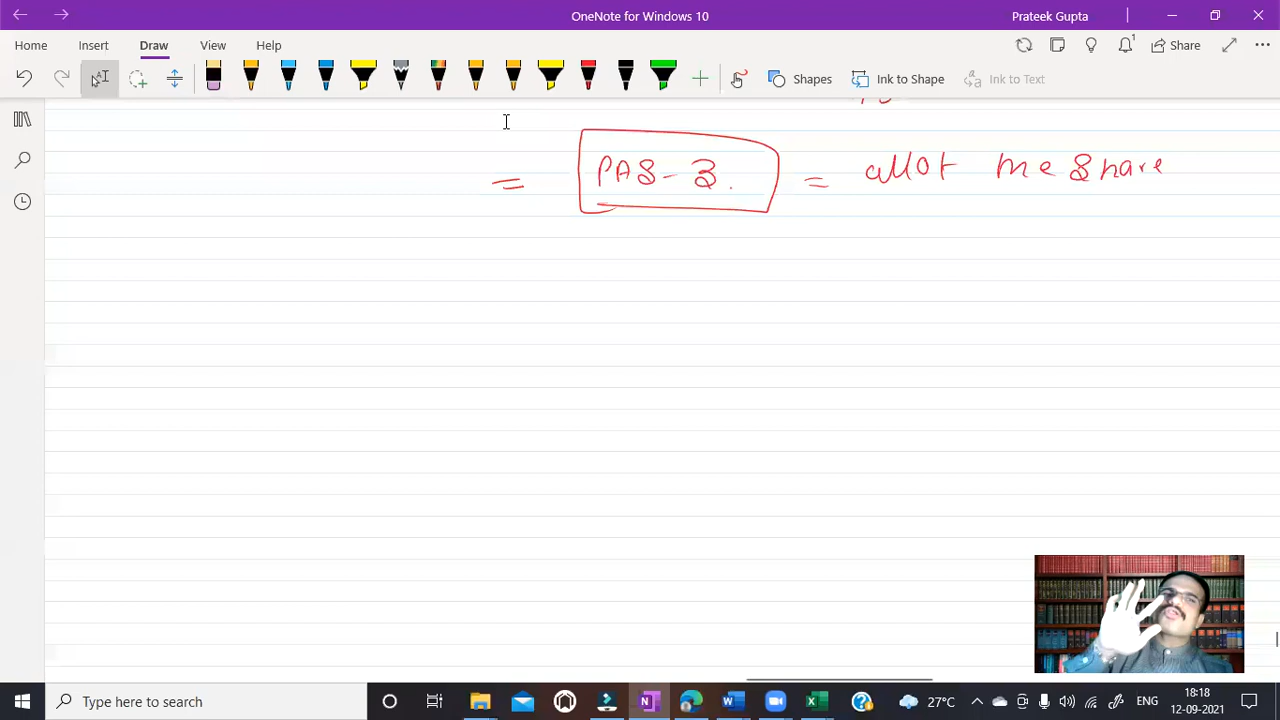 OneNote for Windows 10
Prateek Gupta
Home Insert Draw View Help
Share
Shapes
Ink to Shape
Ink to Text
= PAS-3. = allot me share
Type here to search
27°C
ENG
18:18
12-09-2021